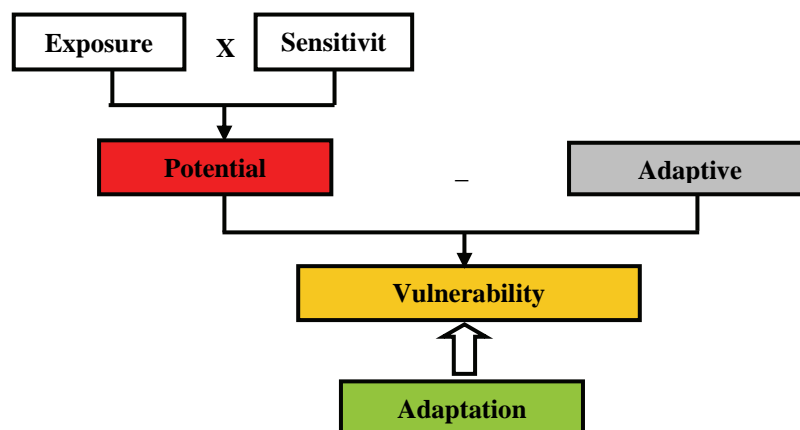 Exposure X Sensitivit
Potential – Adaptive
Vulnerability
Adaptation